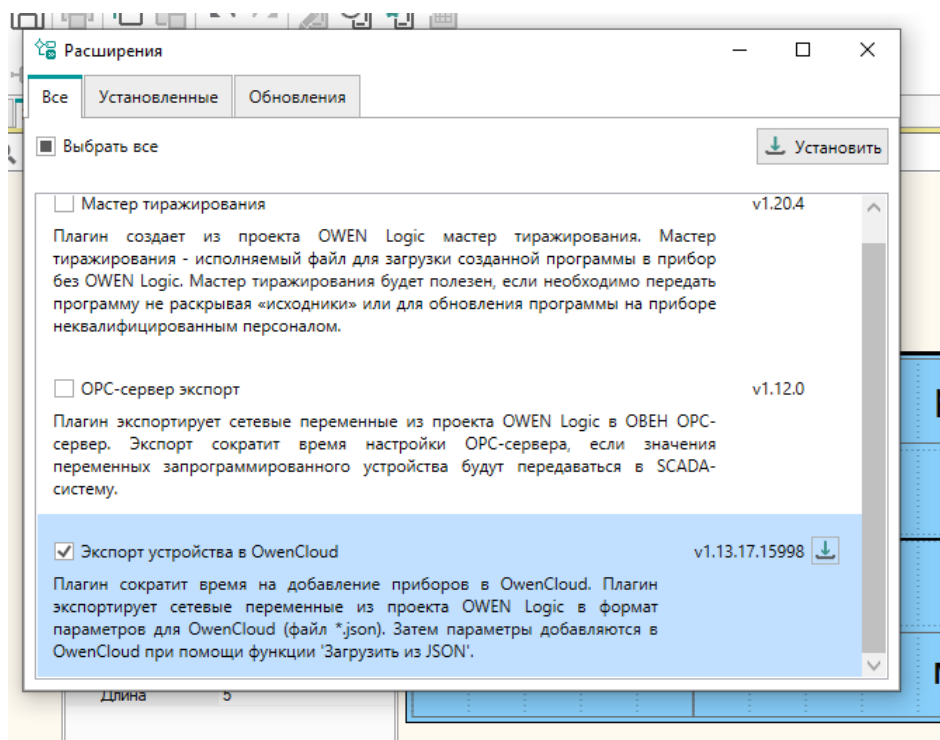 Расширения
Все Установленные Обновления
Выбрать все Установить
Мастер тиражирования v1.20.4
Плагин создает из проекта OWEN Logic мастер тиражирования. Мастер
тиражирования - исполняемый файл для загрузки созданной программы в прибор
без OWEN Logic. Мастер тиражирования будет полезен, если необходимо передать
программу не раскрывая «исходники» или для обновления программы на приборе
неквалифицированным персоналом.
OPC-сервер экспорт v1.12.0
Плагин экспортирует сетевые переменные из проекта OWEN Logic в ОВЕН OPC-
сервер. Экспорт сократит время настройки OPC-сервера, если значения
переменных запрограммированного устройства будут передаваться в SCADA-
систему.
Экспорт устройства в OwenCloud v1.13.17.15998
Плагин сократит время на добавление приборов в OwenCloud. Плагин
экспортирует сетевые переменные из проекта OWEN Logic в формат
параметров для OwenCloud (файл *.json). Затем параметры добавляются в
OwenCloud при помощи функции 'Загрузить из JSON'.
Длина 5